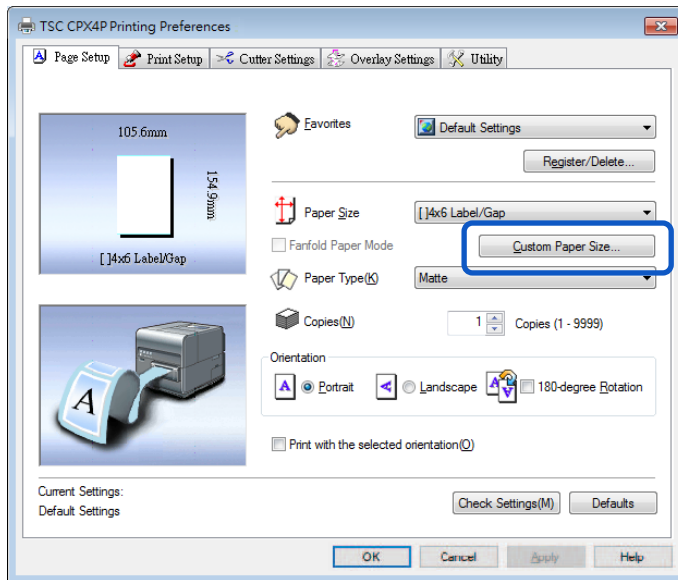 TSC CPX4P Printing Preferences
Page Setup Print Setup Cutter Settings Overlay Settings Utility
105.6mm
154.9mm
[ ]4x6 Label/Gap
Favorites Default Settings
Register/Delete...
Paper Size [ ]4x6 Label/Gap
Fanfold Paper Mode Custom Paper Size...
Paper Type(K) Matte
Copies(N) 1 Copies (1 - 9999)
Orientation
A Portrait A Landscape A A 180-degree Rotation
Print with the selected orientation(O)
A
Current Settings:
Default Settings
Check Settings(M) Defaults
OK Cancel Apply Help